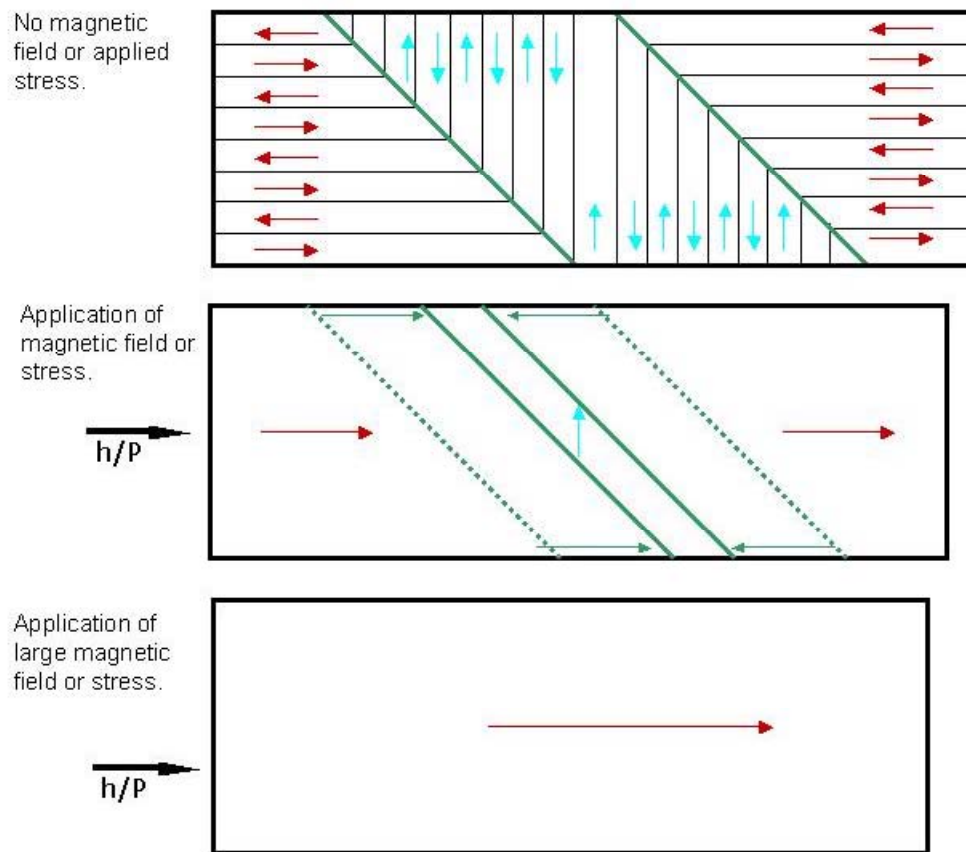 No magnetic
field or applied
stress.
Application of
magnetic field or
stress.
h/P
Application of
large magnetic
field or stress.
h/P